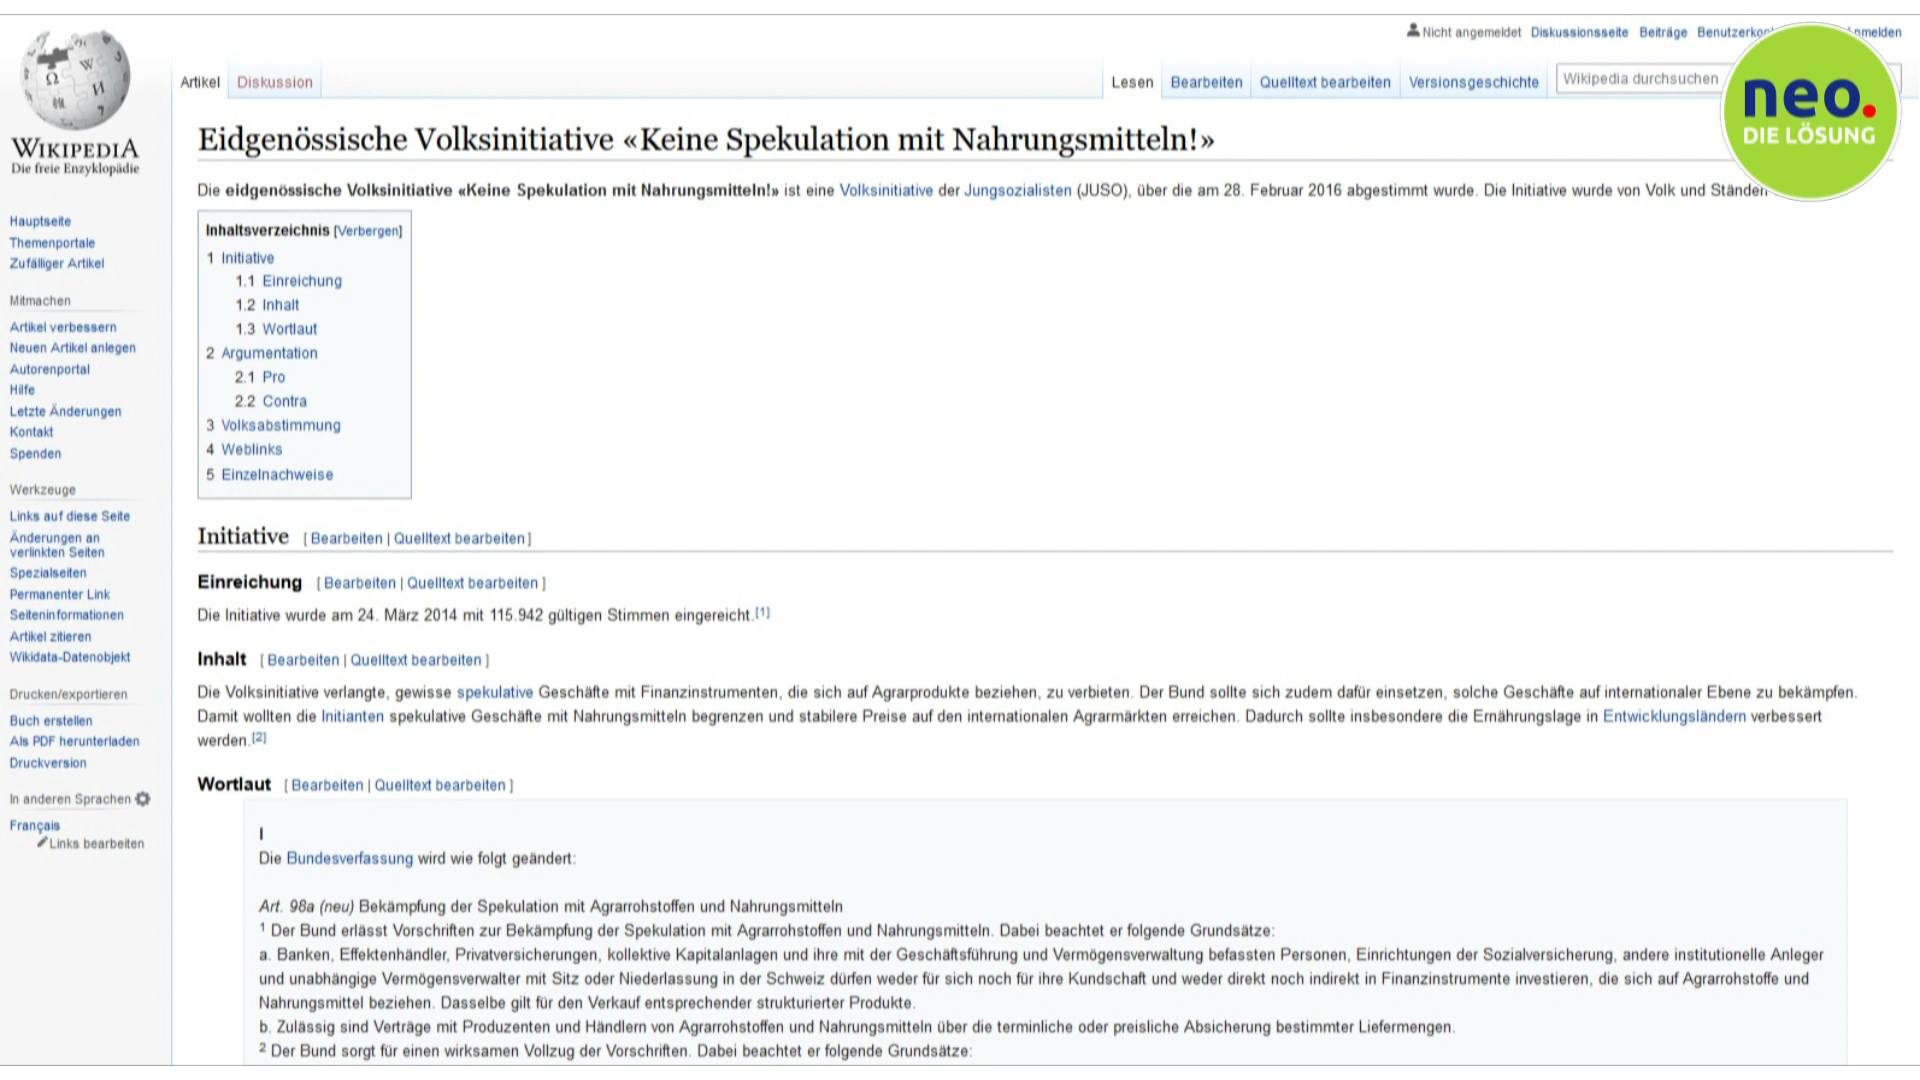 Nicht angemeldet Diskussionsseite Beiträge
neo.
DIE LÖSUNG
WIKIPEDIA
Die freie Enzyklopädie
Artikel Diskussion
Lesen Bearbeiten Quelltext bearbeiten Versionsgeschichte Wikipedia durchsuchen
Hauptseite
Themenportale
Zufälliger Artikel
Mitmachen
Artikel verbessern
Neuen Artikel anlegen
Autorenportal
Hilfe
Letzte Änderungen
Kontakt
Spenden
Werkzeuge
Links auf diese Seite
Änderungen an
verlinkten Seiten
Spezialseiten
Permanenter Link
Seiteninformationen
Artikel zitieren
Wikidata-Datenobjekt
Drucken/exportieren
Buch erstellen
Als PDF herunterladen
Druckversion
In anderen Sprachen
Français
Links bearbeiten
Eidgenössische Volksinitiative «Keine Spekulation mit Nahrungsmitteln!»
Die eidgenössische Volksinitiative «Keine Spekulation mit Nahrungsmitteln!» ist eine Volksinitiative der Jungsozialisten (JUSO), über die am 28. Februar 2016 abgestimmt wurde. Die Initiative wurde von Volk und Ständen
Inhaltsverzeichnis [Verbergen]
1 Initiative
1.1 Einreichung
1.2 Inhalt
1.3 Wortlaut
2 Argumentation
2.1 Pro
2.2 Contra
3 Volksabstimmung
4 Weblinks
5 Einzelnachweise
Initiative [ Bearbeiten | Quelltext bearbeiten ]
Einreichung [ Bearbeiten | Quelltext bearbeiten ]
Die Initiative wurde am 24. März 2014 mit 115.942 gültigen Stimmen eingereicht.[1]
Inhalt [ Bearbeiten | Quelltext bearbeiten ]
Die Volksinitiative verlangte, gewisse spekulative Geschäfte mit Finanzinstrumenten, die sich auf Agrarprodukte beziehen, zu verbieten. Der Bund sollte sich zudem dafür einsetzen, solche Geschäfte auf internationaler Ebene zu bekämpfen.
Damit wollten die Initianten spekulative Geschäfte mit Nahrungsmitteln begrenzen und stabilere Preise auf den internationalen Agrarmärkten erreichen. Dadurch sollte insbesondere die Ernährungslage in Entwicklungsländern verbessert
werden.[2]
Wortlaut [ Bearbeiten | Quelltext bearbeiten ]
I
Die Bundesverfassung wird wie folgt geändert:
Art. 98a (neu) Bekämpfung der Spekulation mit Agrarrohstoffen und Nahrungsmitteln
1 Der Bund erlässt Vorschriften zur Bekämpfung der Spekulation mit Agrarrohstoffen und Nahrungsmitteln. Dabei beachtet er folgende Grundsätze:
a. Banken, Effektenhändler, Privatversicherungen, kollektive Kapitalanlagen und ihre mit der Geschäftsführung und Vermögensverwaltung befassten Personen, Einrichtungen der Sozialversicherung, andere institutionelle Anleger
und unabhängige Vermögensverwalter mit Sitz oder Niederlassung in der Schweiz dürfen weder für sich noch für ihre Kundschaft und weder direkt noch indirekt in Finanzinstrumente investieren, die sich auf Agrarrohstoffe und
Nahrungsmittel beziehen. Dasselbe gilt für den Verkauf entsprechender strukturierter Produkte.
b. Zulässig sind Verträge mit Produzenten und Händlern von Agrarrohstoffen und Nahrungsmitteln über die terminliche oder preisliche Absicherung bestimmter Liefermengen.
2 Der Bund sorgt für einen wirksamen Vollzug der Vorschriften. Dabei beachtet er folgende Grundsätze: